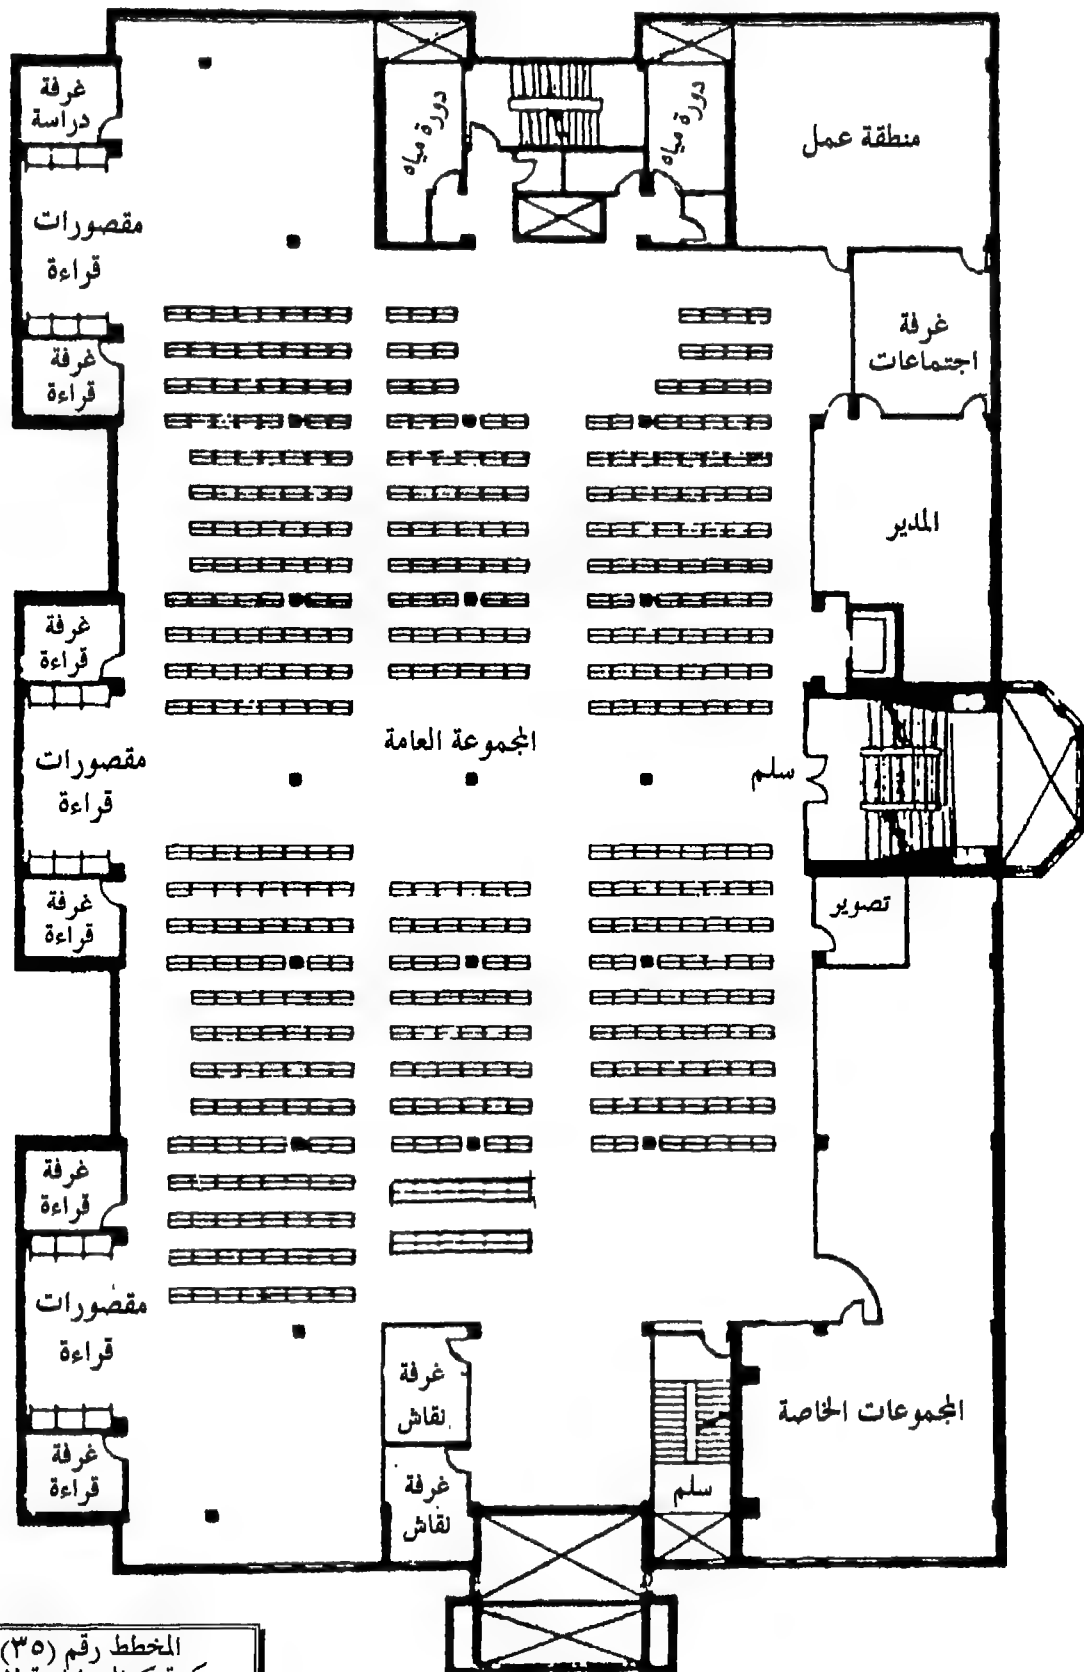 غرفة
دراسة
دورة مياه
دورة مياه
منطقة عمل
مقصورات
قراءة
غرفة
اجتماعات
غرفة
قراءة
المدير
غرفة
قراءة
المجموعة العامة
مقصورات
قراءة
سلم
غرفة
قراءة
تصوير
غرفة
قراءة
مقصورات
قراءة
غرفة
نقاش
المجموعات الخاصة
غرفة
قراءة
غرفة
نقاش
سلم
المخطط رقم (٣٥)